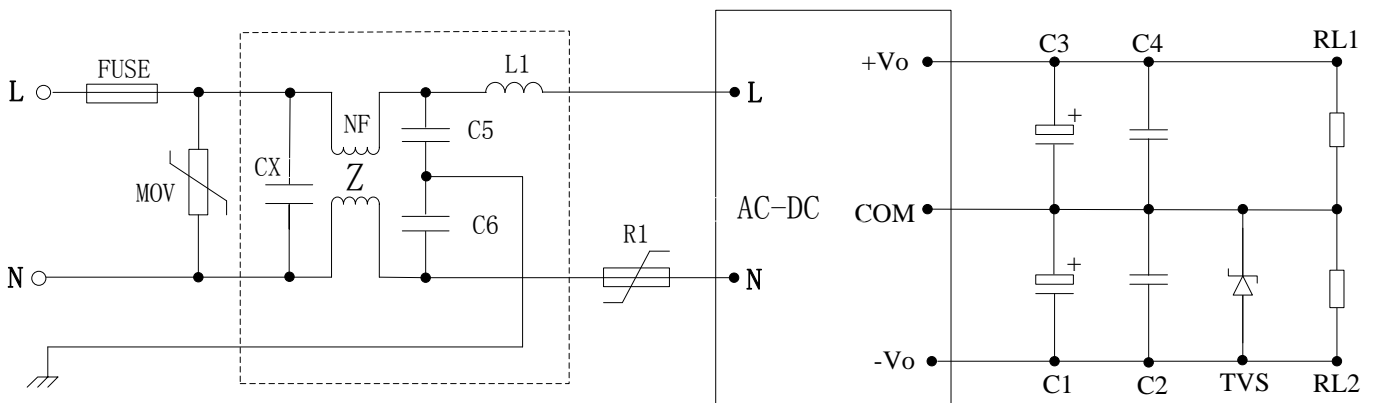 C3
C4
RL1
FUSE
L1
+Vo
+
L
L
NF
C5
CX
Z
MOV
AC-DC
COM
C6
R1
+
N
N
-Vo
C1
C2
TVS
RL2